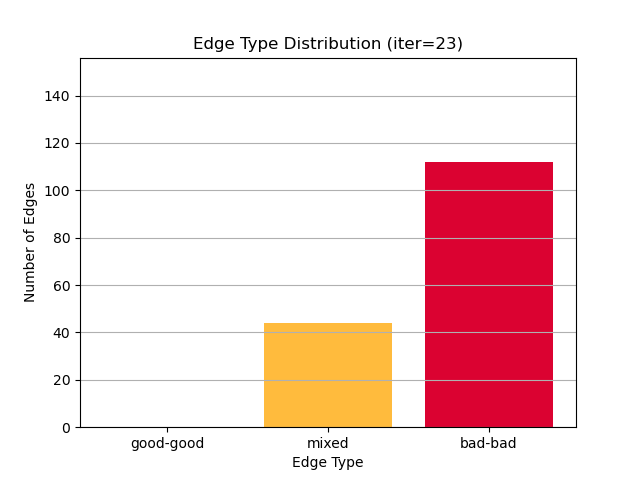 Edge Type Distribution (iter=23)
Number of Edges
140
120
100
80
60
40
20
0
good-good mixed bad-bad
Edge Type